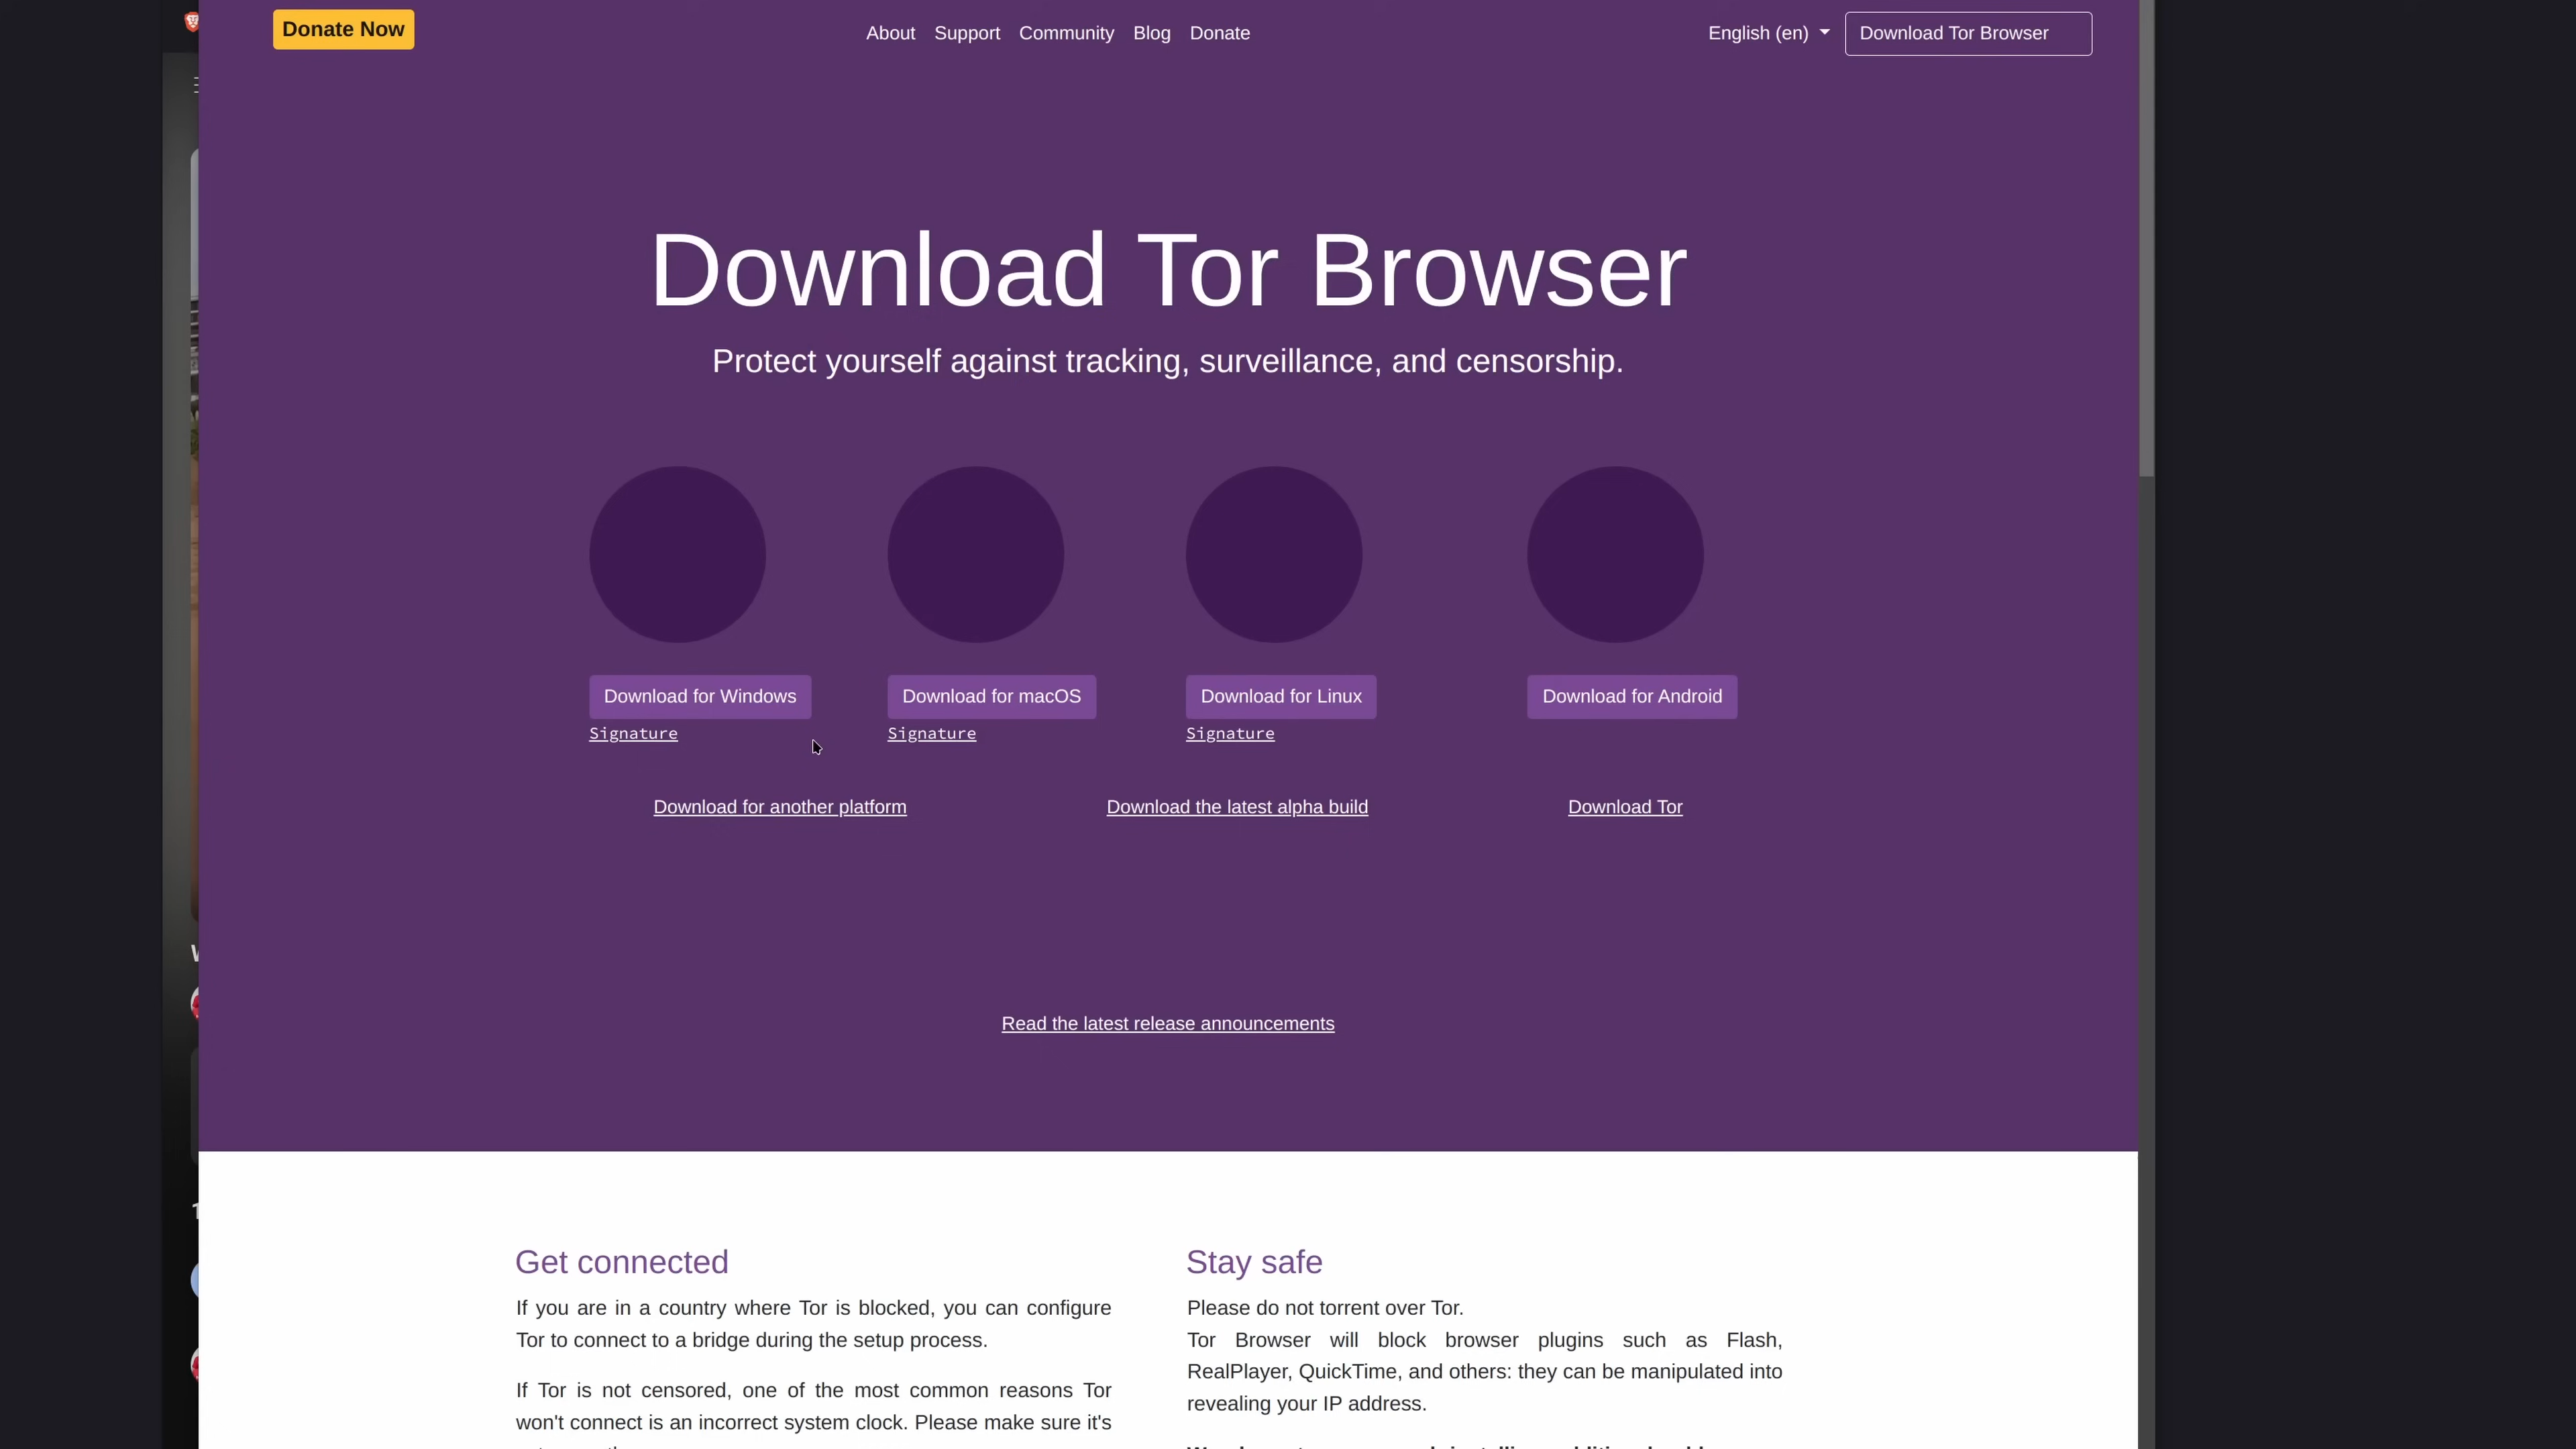 Donate Now
About Support Community Blog Donate
English (en)
Download Tor Browser
Download Tor Browser
Protect yourself against tracking, surveillance, and censorship.
Download for Windows
Signature
Download for macOS
Signature
Download for Linux
Signature
Download for Android
Download for another platform
Download the latest alpha build
Download Tor
Read the latest release announcements
Get connected
If you are in a country where Tor is blocked, you can configure
Tor to connect to a bridge during the setup process.
If Tor is not censored, one of the most common reasons Tor
won't connect is an incorrect system clock. Please make sure it's
Stay safe
Please do not torrent over Tor.
Tor Browser will block browser plugins such as Flash,
RealPlayer, QuickTime, and others: they can be manipulated into
revealing your IP address.